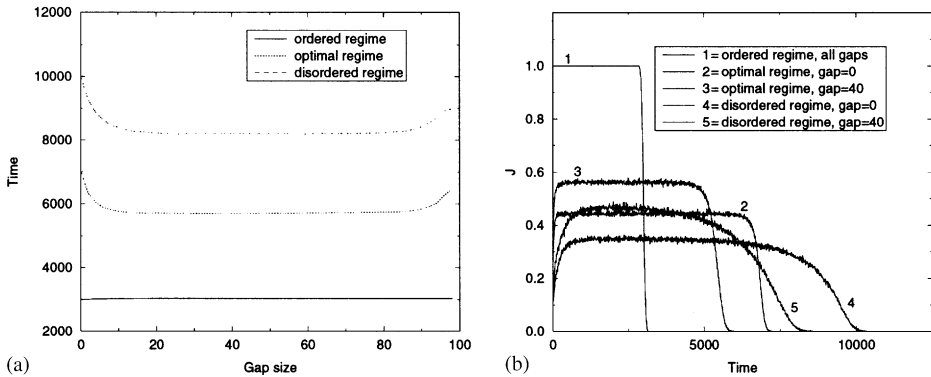 12000
10000
8000
6000
4000
2000
0 20 40 60 80 100
Time
Gap size
ordered regime
optimal regime
disordered regime
(a)
1.0
0.8
0.6
0.4
0.2
0.0
0 5000 10000
J
Time
1 = ordered regime, all gaps
2 = optimal regime, gap=0
3 = optimal regime, gap=40
4 = disordered regime, gap=0
5 = disordered regime, gap=40
1
3
2
5
4
(b)